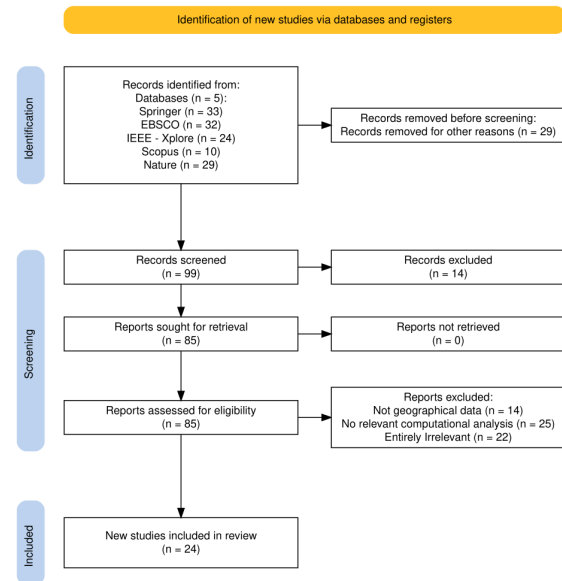 Identification of new studies via databases and registers
Identification
Records identified from:
Databases (n = 5):
Springer (n = 33)
EBSCO (n = 32)
IEEE - Xplore (n = 24)
Scopus (n = 10)
Nature (n = 29)
Records removed before screening:
Records removed for other reasons (n = 29)
Screening
Records screened
(n = 99)
Records excluded
(n = 14)
Reports sought for retrieval
(n = 85)
Reports not retrieved
(n = 0)
Reports assessed for eligibility
(n = 85)
Reports excluded:
Not geographical data (n = 14)
No relevant computational analysis (n = 25)
Entirely Irrelevant (n = 22)
Included
New studies included in review
(n = 24)